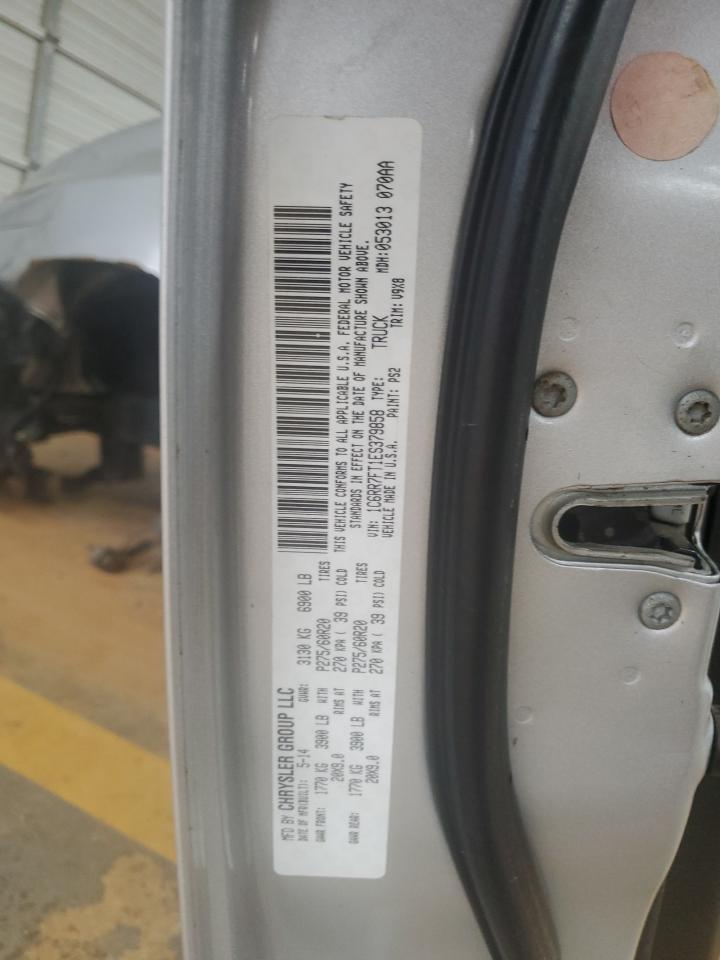 MFD BY CHRYSLER GROUP LLC
DATE OF MFR(BUILT): 5-14 GVWR: 3130 KG 6900 LB
GAWR FRONT: 1770 KG 3900 LB WITH P275/60R20 TIRES
20X9.0 RIMS AT 270 KPA ( 39 PSI) COLD
GAWR REAR: 1770 KG 3900 LB WITH P275/60R20 TIRES
20X9.0 RIMS AT 270 KPA ( 39 PSI) COLD
THIS VEHICLE CONFORMS TO ALL APPLICABLE U.S.A. FEDERAL MOTOR VEHICLE SAFETY
STANDARDS IN EFFECT ON THE DATE OF MANUFACTURE SHOWN ABOVE.
VIN: 1C6RR7FT1ES379858 TYPE: TRUCK MDH:053013 070AA
VEHICLE MADE IN U.S.A. PAINT: PS2 TRIM: V9X8